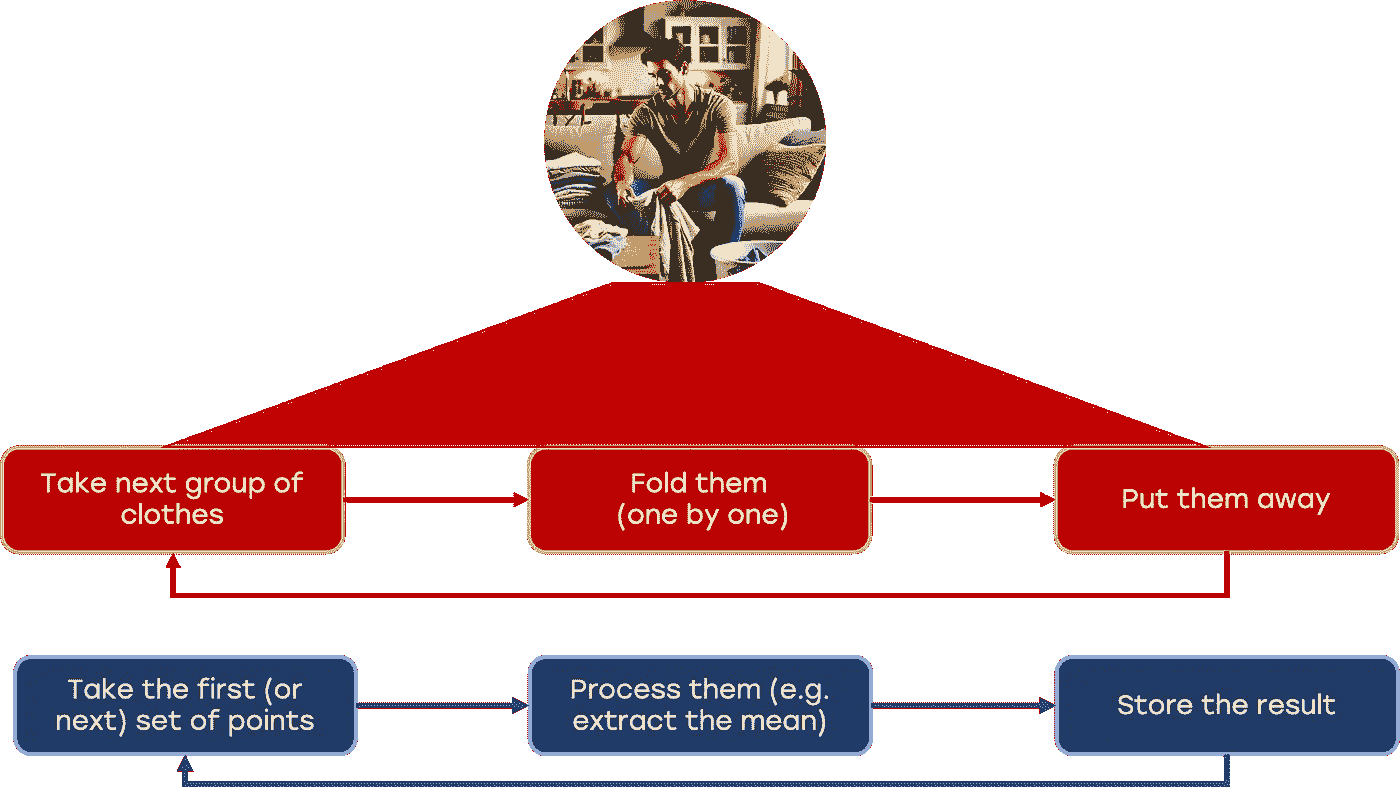 Take next group of
clothes
Fold them
(one by one)
Put them away
Take the first (or
next) set of points
Process them (e.g.
extract the mean)
Store the result